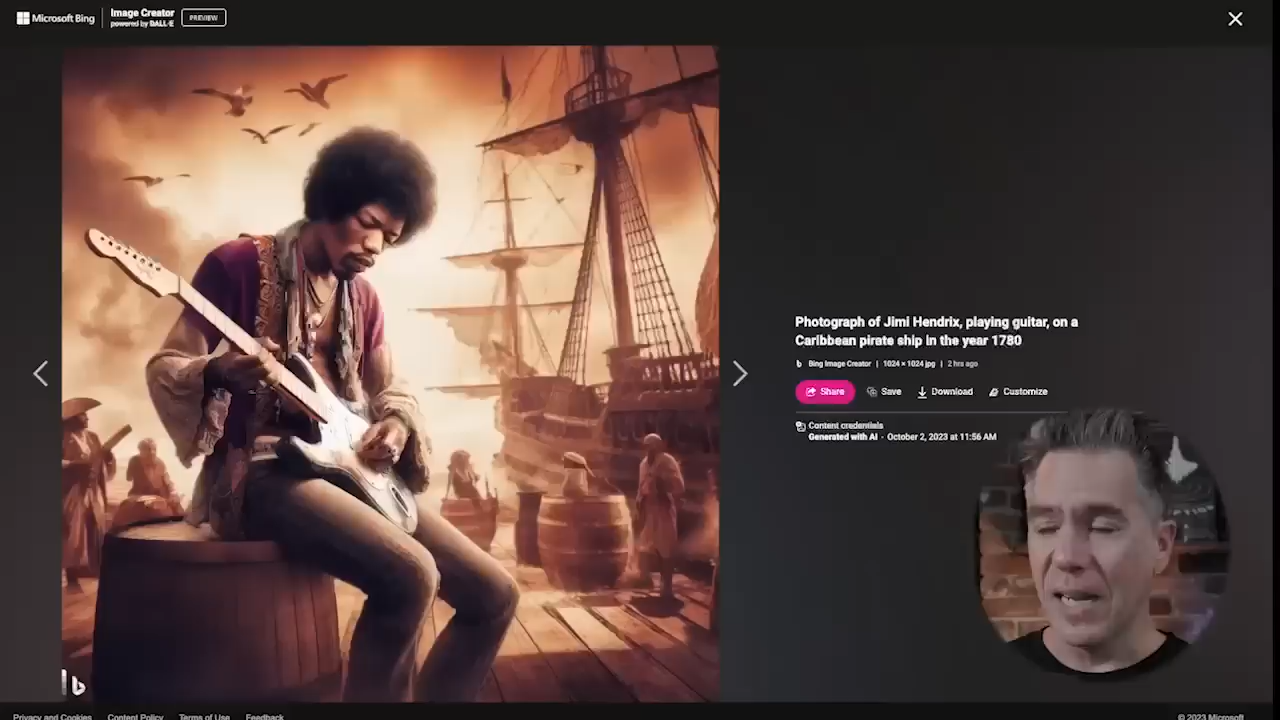 Microsoft Bing
Image Creator
powered by DALL·E
PREVIEW
Photograph of Jimi Hendrix, playing guitar, on a
Caribbean pirate ship in the year 1780
Bing Image Creator | 1024 × 1024 jpg | 2 hrs ago
Share
Save
Download
Customize
Content credentials
Generated with AI · October 2, 2023 at 11:56 AM
Privacy and Cookies
Content Policy
Terms of Use
Feedback
© 2023 Microsoft